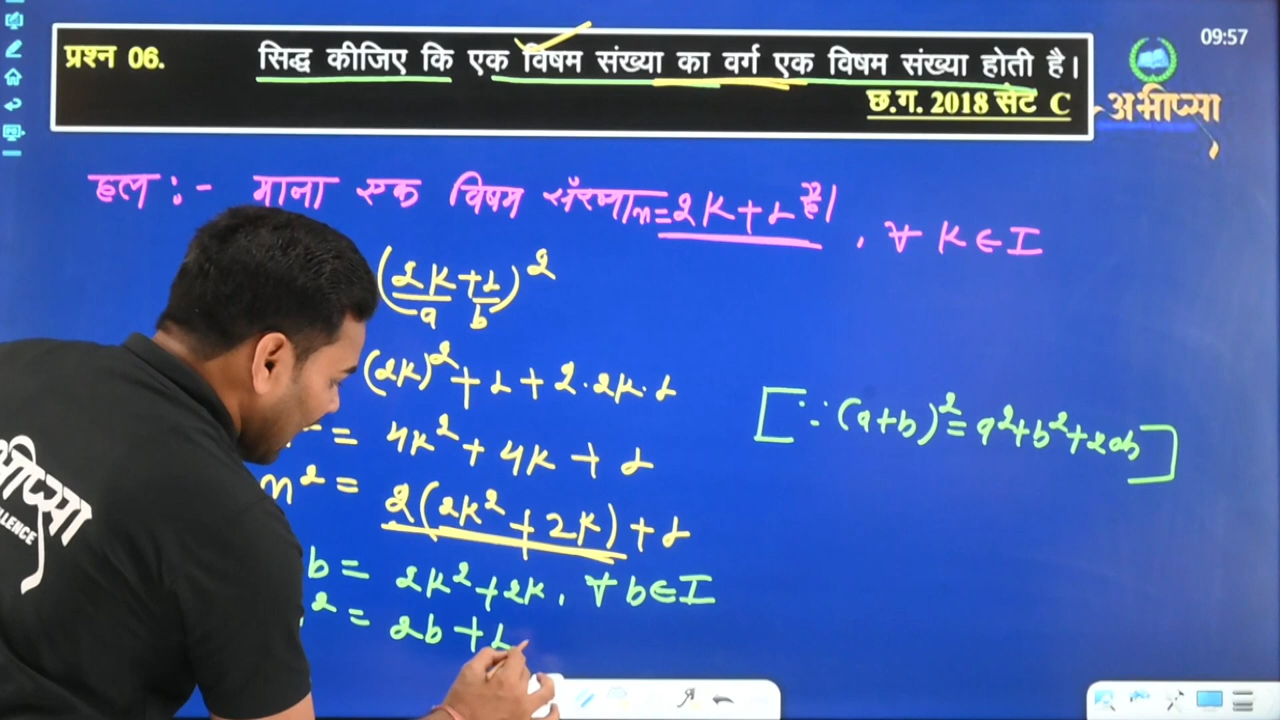 09:57
प्रश्न 06. सिद्ध कीजिए कि एक विषम संख्या का वर्ग एक विषम संख्या होती है।
छ.ग. 2018 सेट C
अभीप्सा
हल :- माना एक विषम संख्या n = 2K+1 है। , ∀ K ∈ I
(2K+1)²
a b
(2K)² + 1 + 2·2K·1
[∵ (a+b)² = a²+b²+2ab]
= 4K² + 4K + 1
n² = 2(2K² + 2K) + 1
b = 2K²+2K, ∀ b ∈ I
² = 2b + 1
भीप्सा
LLENCE